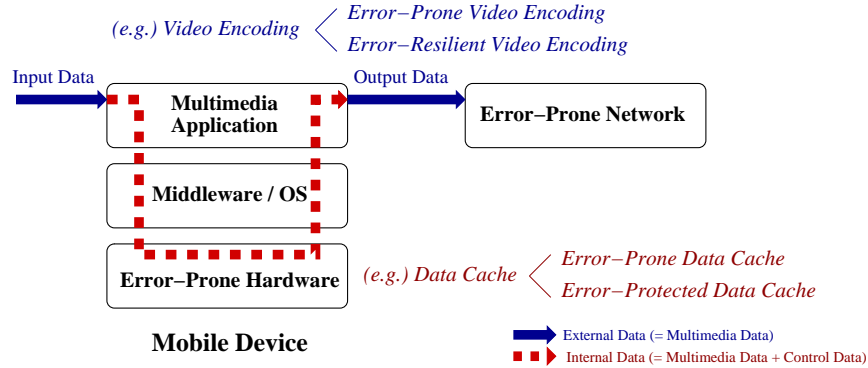 (e.g.) Video Encoding
Error−Prone Video Encoding
Error−Resilient Video Encoding
Input Data
Output Data
Multimedia
Application
Error−Prone Network
Middleware / OS
Error−Prone Hardware
(e.g.) Data Cache
Error−Prone Data Cache
Error−Protected Data Cache
Mobile Device
External Data (= Multimedia Data)
Internal Data (= Multimedia Data + Control Data)